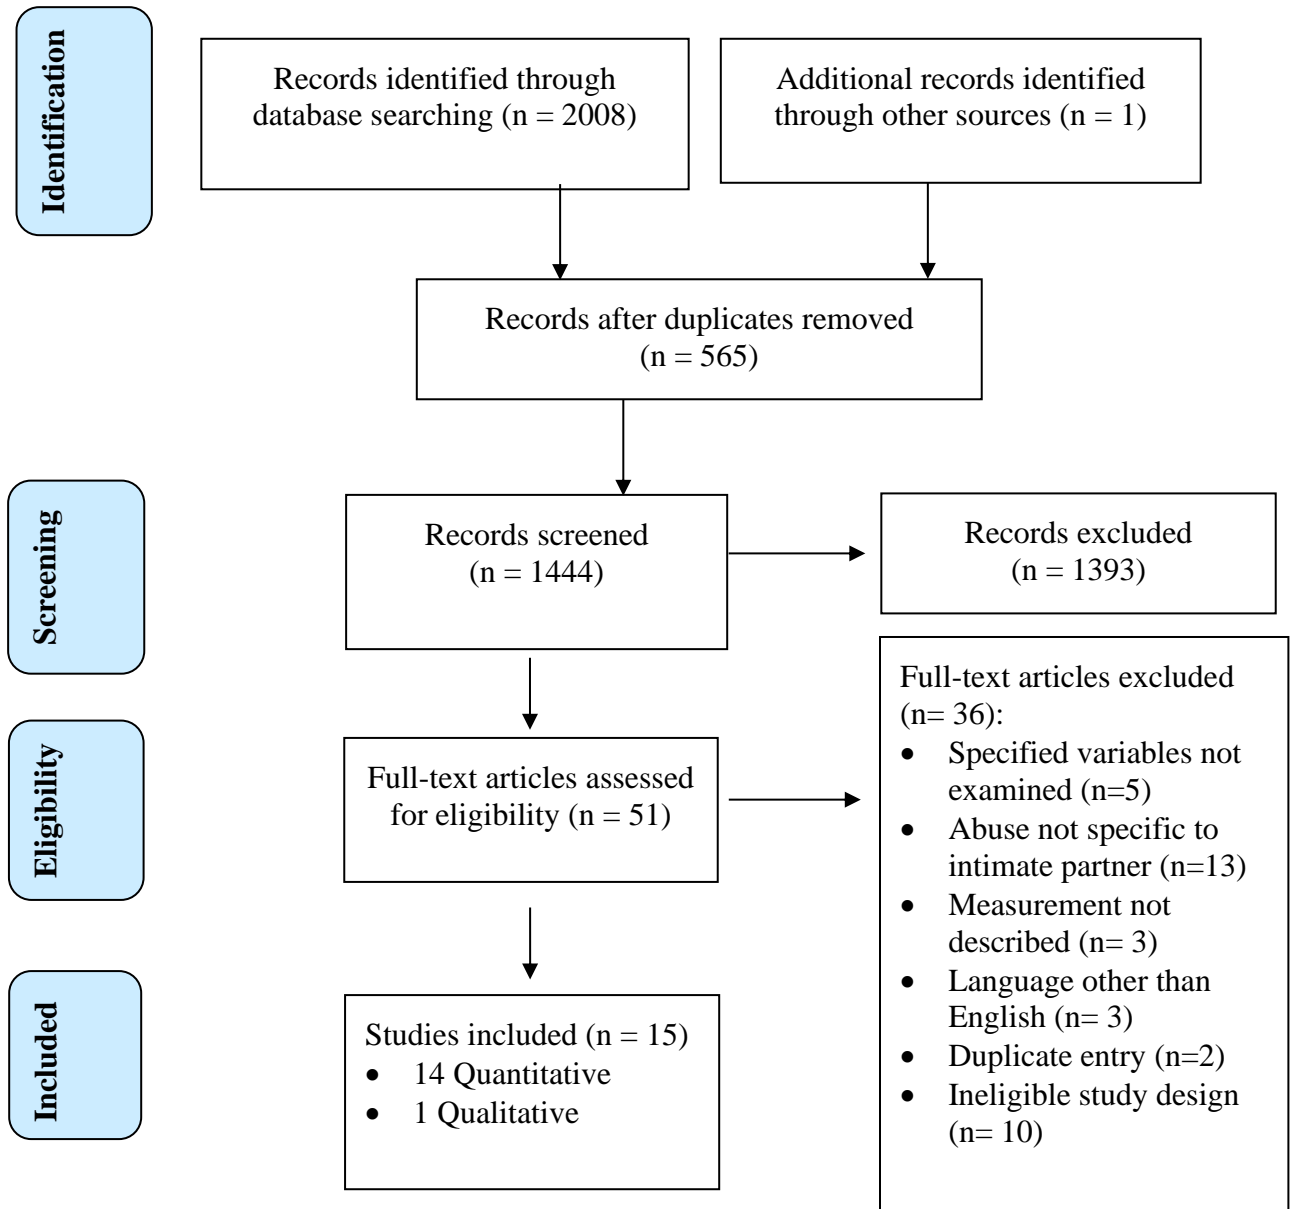 Identification
Records identified through
database searching (n = 2008)
Additional records identified
through other sources (n = 1)
Records after duplicates removed
(n = 565)
Screening
Records screened
(n = 1444)
Records excluded
(n = 1393)
Eligibility
Full-text articles assessed
for eligibility (n = 51)
Full-text articles excluded
(n= 36):
• Specified variables not
examined (n=5)
• Abuse not specific to
intimate partner (n=13)
• Measurement not
described (n= 3)
• Language other than
English (n= 3)
• Duplicate entry (n=2)
• Ineligible study design
(n= 10)
Included
Studies included (n = 15)
• 14 Quantitative
• 1 Qualitative